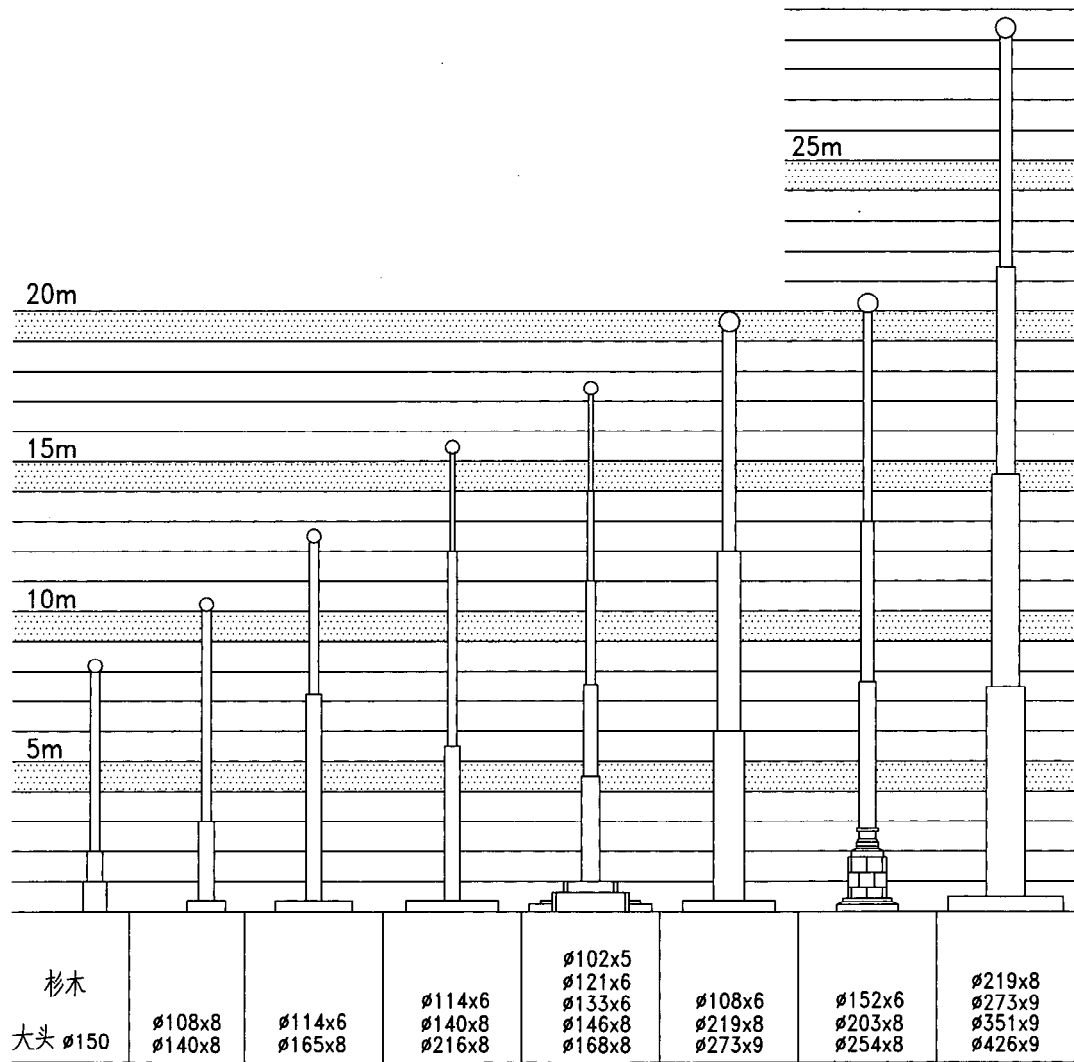 25m
20m
15m
10m
5m
杉木
大头 ø150
ø108x8
ø140x8
ø114x6
ø165x8
ø114x6
ø140x8
ø216x8
ø102x5
ø121x6
ø133x6
ø146x8
ø168x8
ø108x6
ø219x8
ø273x9
ø152x6
ø203x8
ø254x8
ø219x8
ø273x9
ø351x9
ø426x9